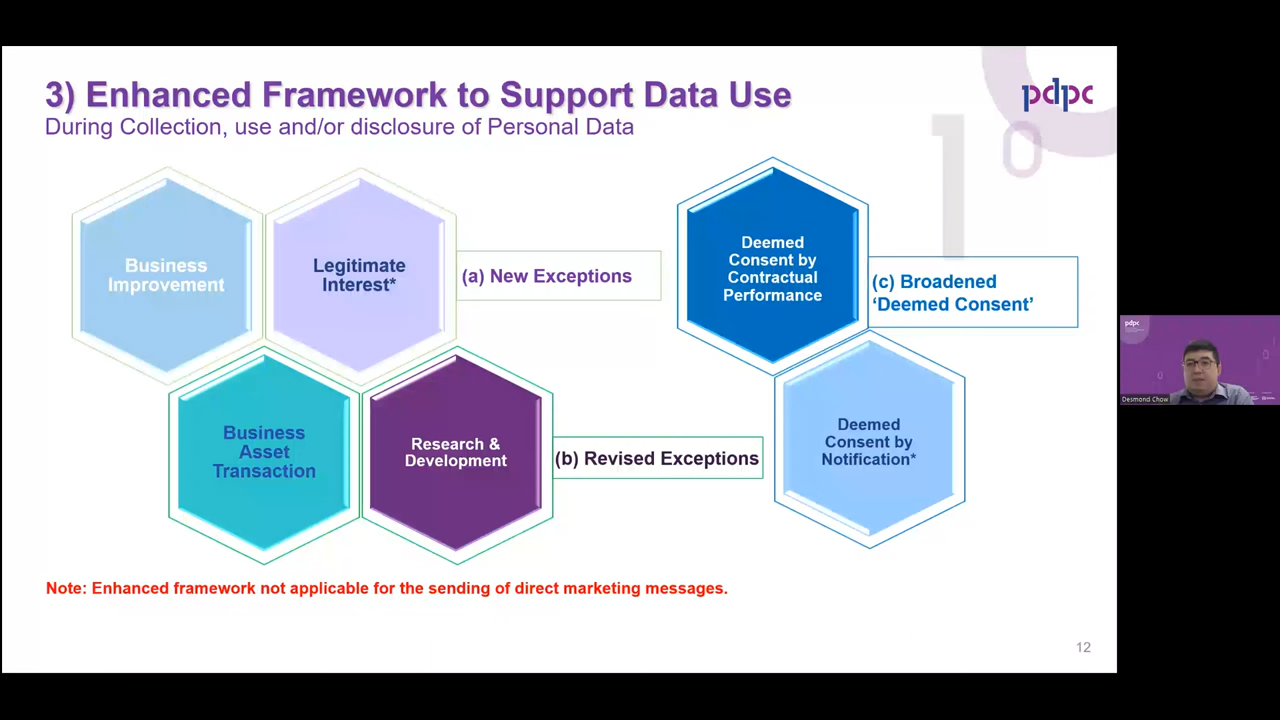 3) Enhanced Framework to Support Data Use
During Collection, use and/or disclosure of Personal Data
pdpc
Business
Improvement
Legitimate
Interest*
(a) New Exceptions
Deemed
Consent by
Contractual
Performance
(c) Broadened
‘Deemed Consent’
Business
Asset
Transaction
Research &
Development
(b) Revised Exceptions
Deemed
Consent by
Notification*
Note: Enhanced framework not applicable for the sending of direct marketing messages.
12
pdpc
Desmond Chow